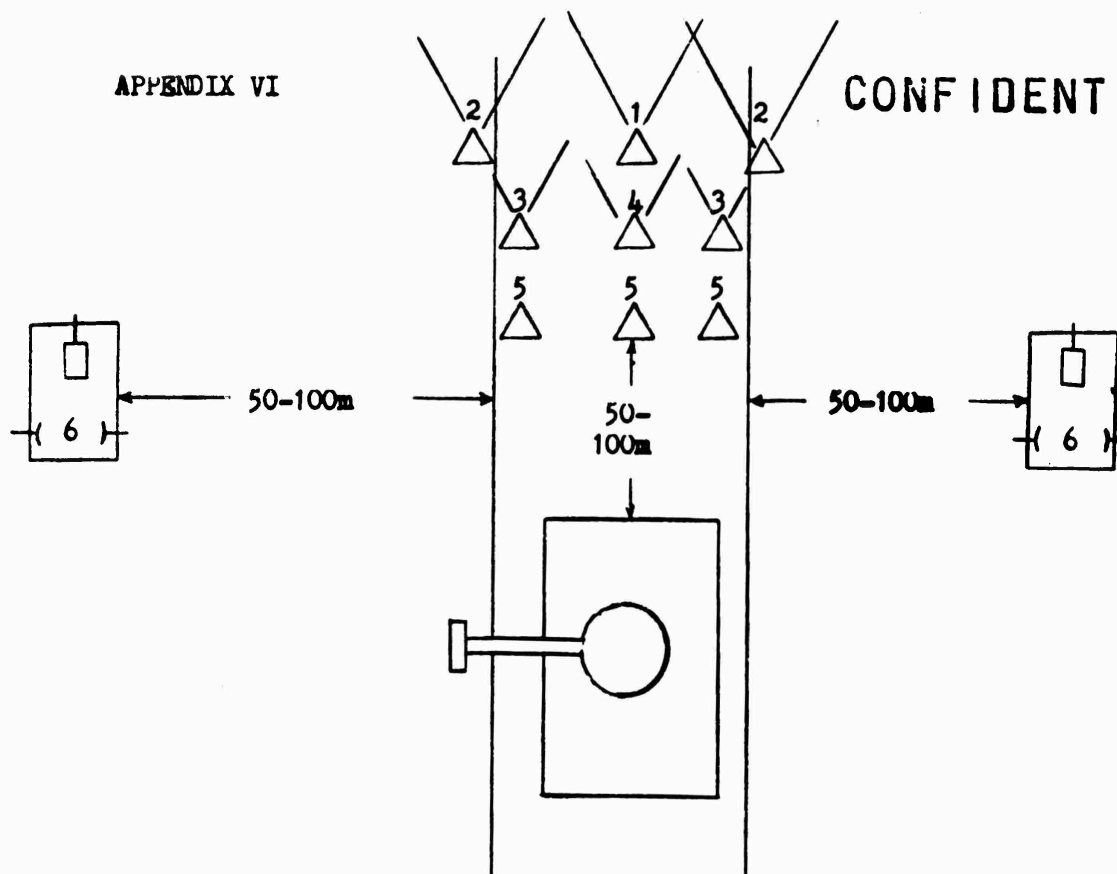 APPENDIX VI
CONFIDENT
2 1 2
3 4 3
5 5 5
50-100m
50-
100m
50-100m
6
6